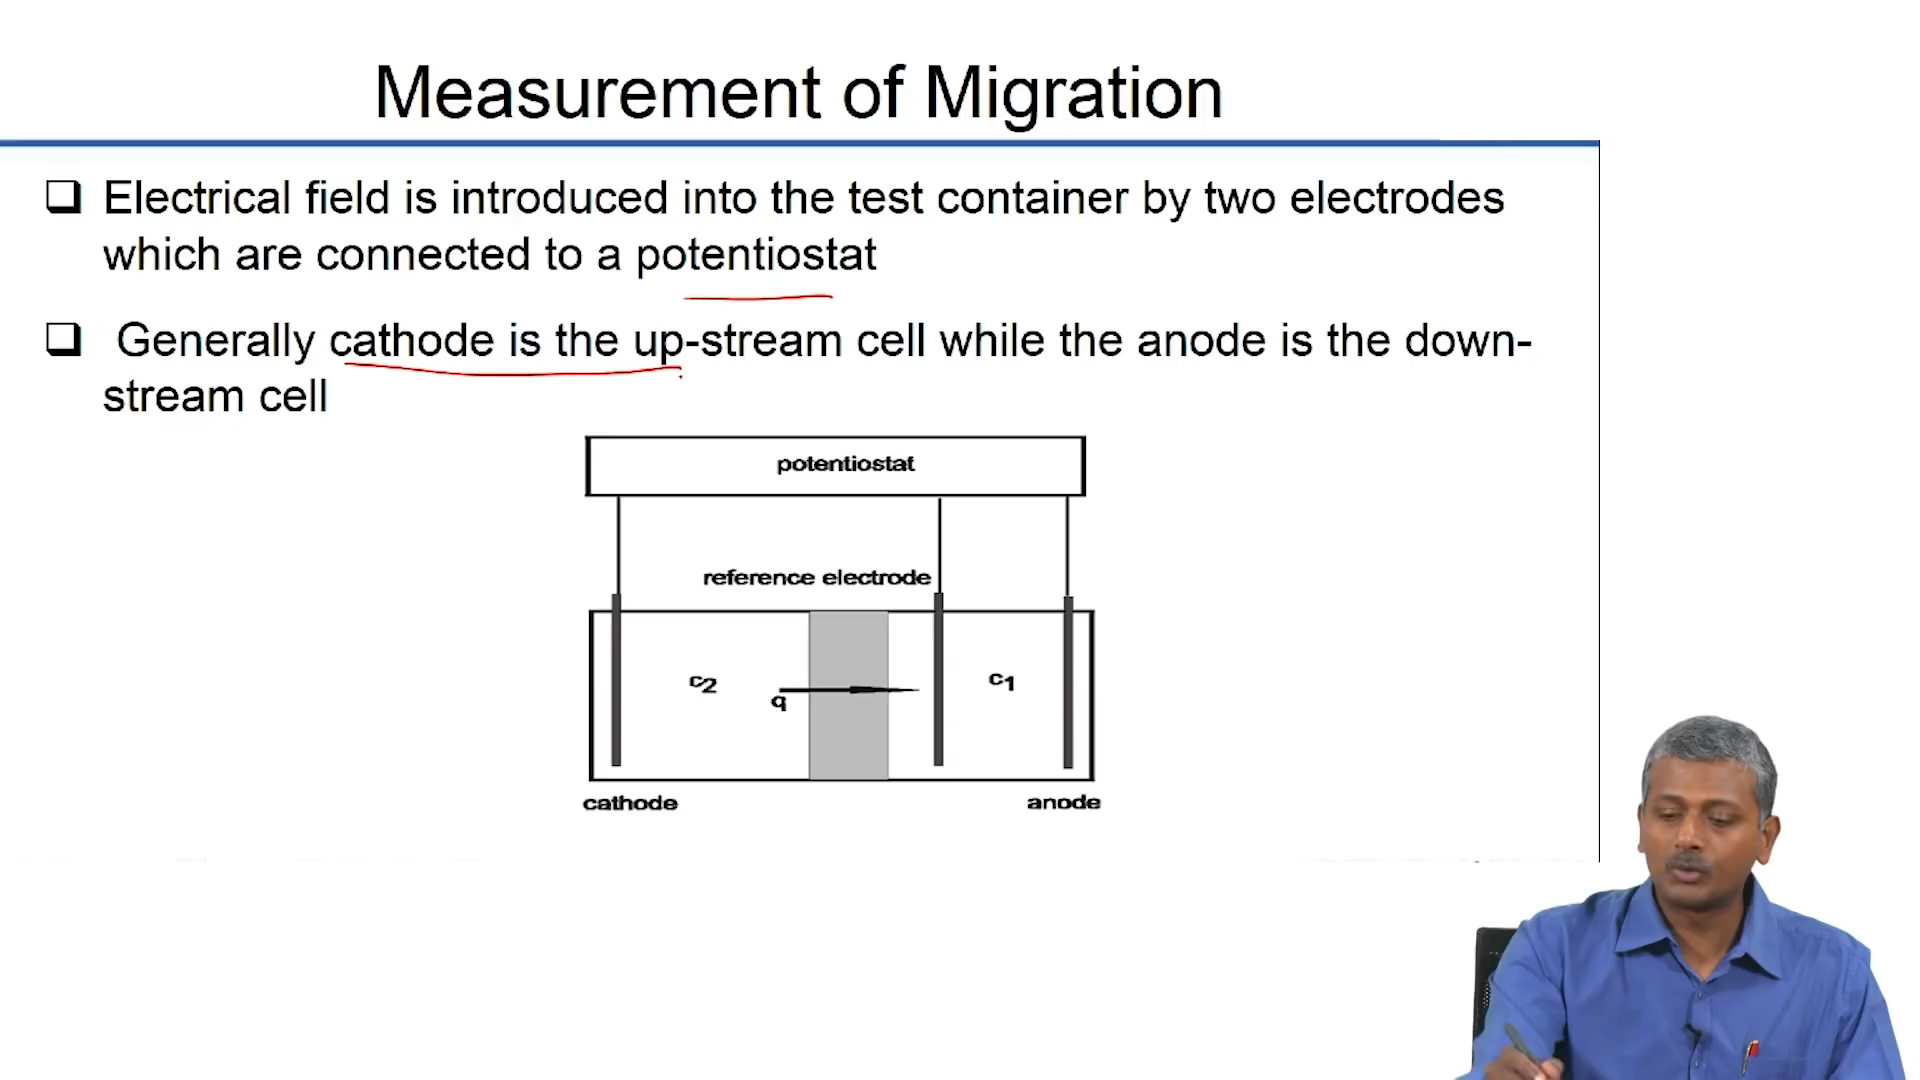 Measurement of Migration
❑ Electrical field is introduced into the test container by two electrodes
which are connected to a potentiostat
❑ Generally cathode is the up-stream cell while the anode is the down-
stream cell
potentiostat
reference electrode
c2
q
c1
cathode
anode